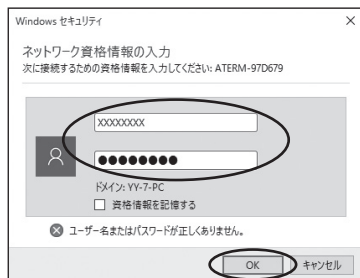 Windows セキュリティ
ネットワーク資格情報の入力
次に接続するための資格情報を入力してください: ATERM-97D679
XXXXXXXX
●●●●●●●●
ドメイン: YY-7-PC
資格情報を記憶する
ユーザー名またはパスワードが正しくありません。
OK キャンセル